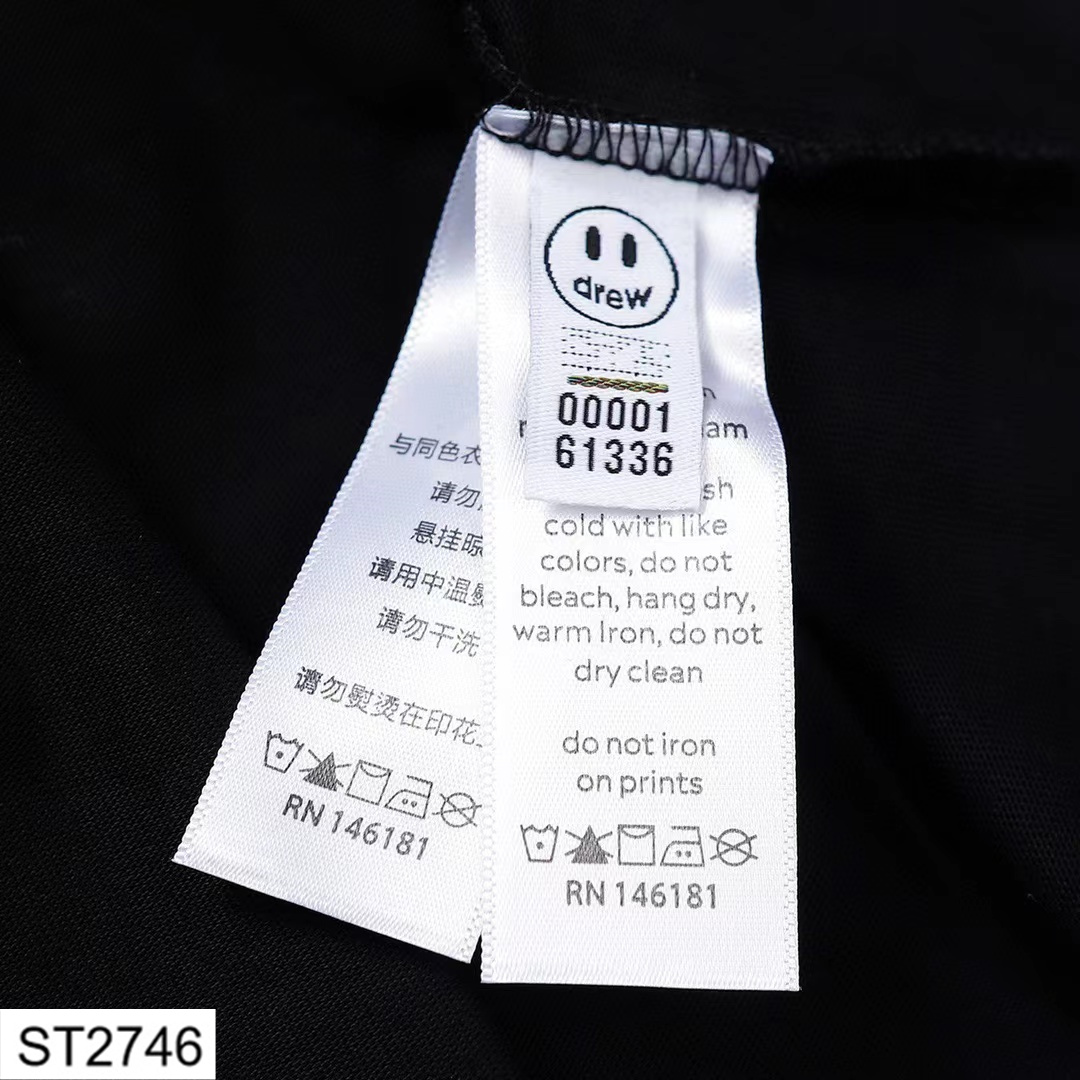 drew
00001
61336
am
sh
cold with like
colors, do not
bleach, hang dry,
warm Iron, do not
dry clean
do not iron
on prints
RN 146181
与同色衣
请勿
悬挂晾
请用中温熨
请勿干洗
请勿熨烫在印花
RN 146181
ST2746